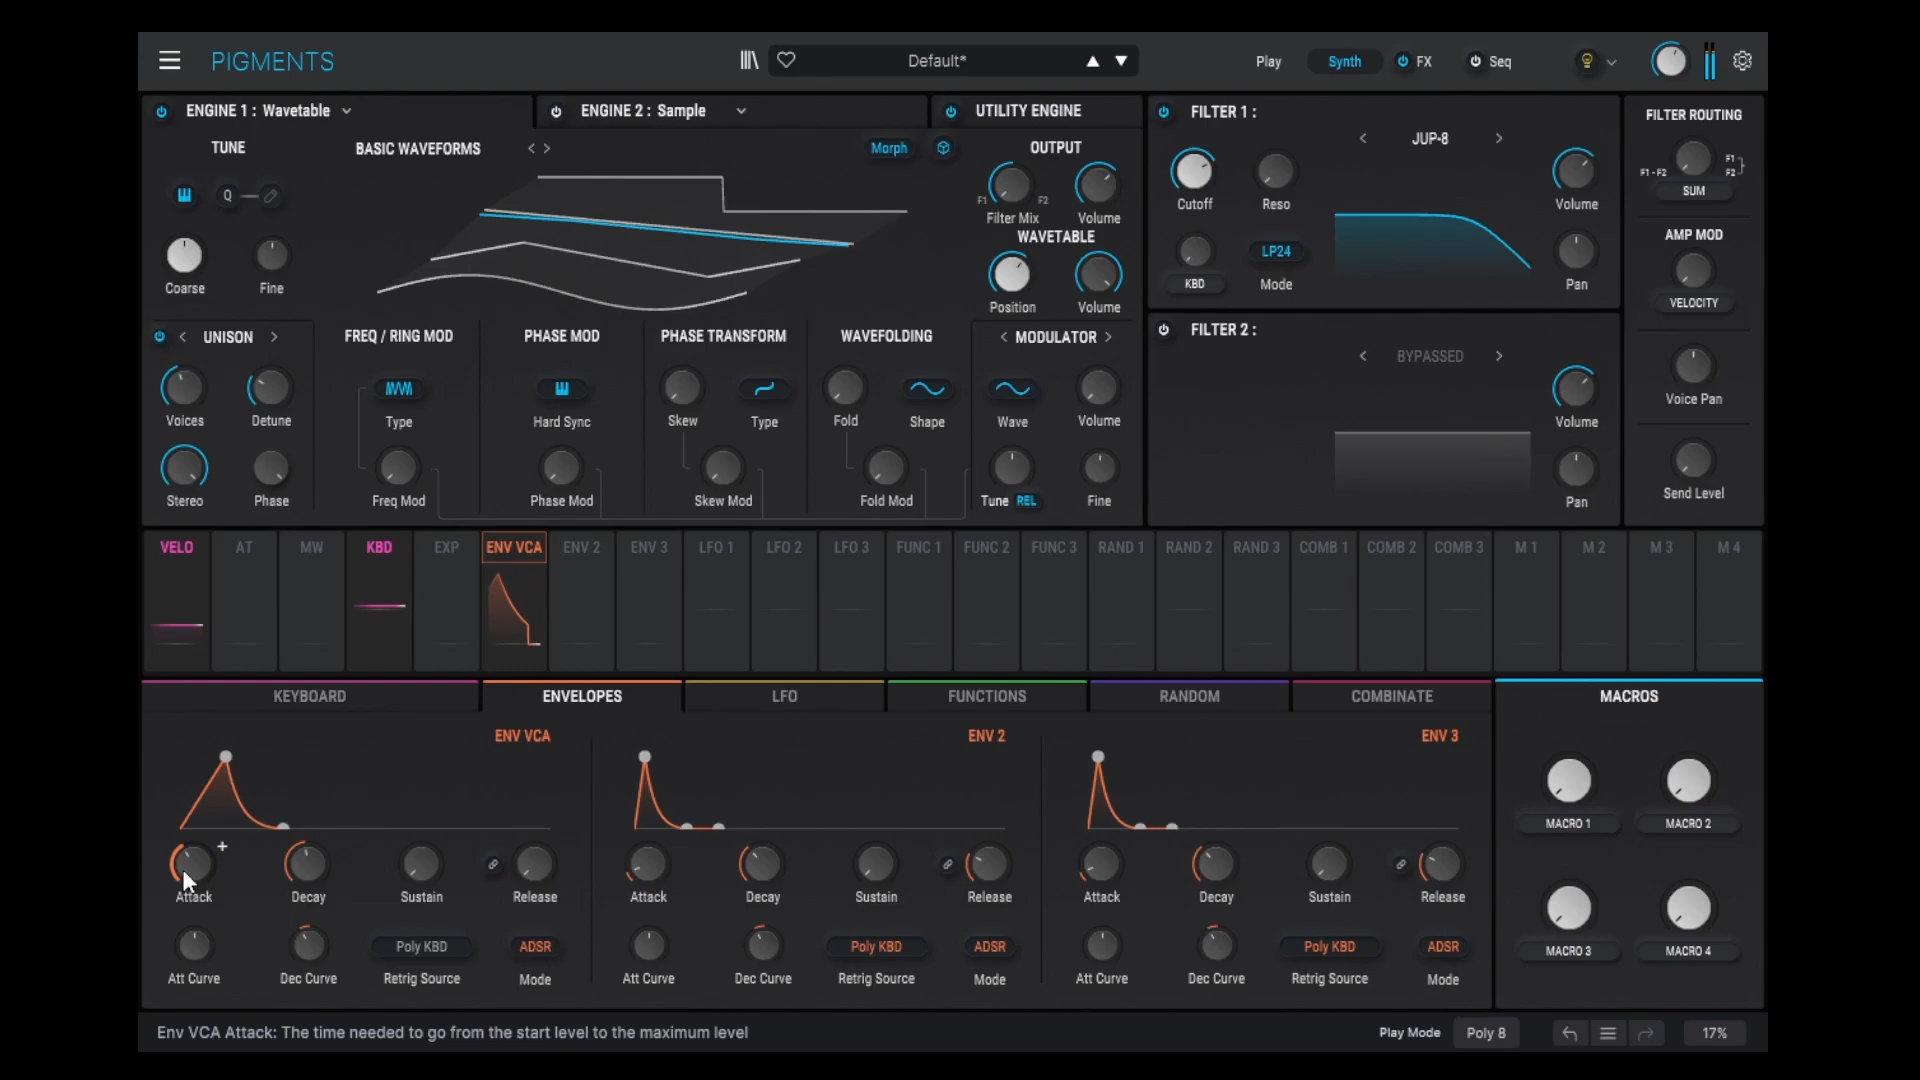 PIGMENTS
Default*
Play
Synth
FX
Seq
ENGINE 1 : Wavetable
ENGINE 2 : Sample
UTILITY ENGINE
TUNE
BASIC WAVEFORMS
Morph
OUTPUT
Q
F1
F2
Filter Mix
Volume
WAVETABLE
Coarse
Fine
Position
Volume
FILTER 1 :
JUP-8
Cutoff
Reso
Volume
KBD
LP24
Mode
Pan
FILTER ROUTING
F1 - F2
F1
F2
SUM
AMP MOD
VELOCITY
Voice Pan
Send Level
FILTER 2 :
BYPASSED
Volume
Pan
UNISON
FREQ / RING MOD
PHASE MOD
PHASE TRANSFORM
WAVEFOLDING
MODULATOR
Voices
Detune
Type
Hard Sync
Skew
Type
Fold
Shape
Wave
Volume
Stereo
Phase
Freq Mod
Phase Mod
Skew Mod
Fold Mod
Tune REL
Fine
VELO
AT
MW
KBD
EXP
ENV VCA
ENV 2
ENV 3
LFO 1
LFO 2
LFO 3
FUNC 1
FUNC 2
FUNC 3
RAND 1
RAND 2
RAND 3
COMB 1
COMB 2
COMB 3
M 1
M 2
M 3
M 4
KEYBOARD
ENVELOPES
LFO
FUNCTIONS
RANDOM
COMBINATE
MACROS
ENV VCA
ENV 2
ENV 3
+
Attack
Decay
Sustain
Release
Attack
Decay
Sustain
Release
Attack
Decay
Sustain
Release
Poly KBD
ADSR
Poly KBD
ADSR
Poly KBD
ADSR
Att Curve
Dec Curve
Retrig Source
Mode
Att Curve
Dec Curve
Retrig Source
Mode
Att Curve
Dec Curve
Retrig Source
Mode
MACRO 1
MACRO 2
MACRO 3
MACRO 4
Env VCA Attack: The time needed to go from the start level to the maximum level
Play Mode
Poly 8
17%